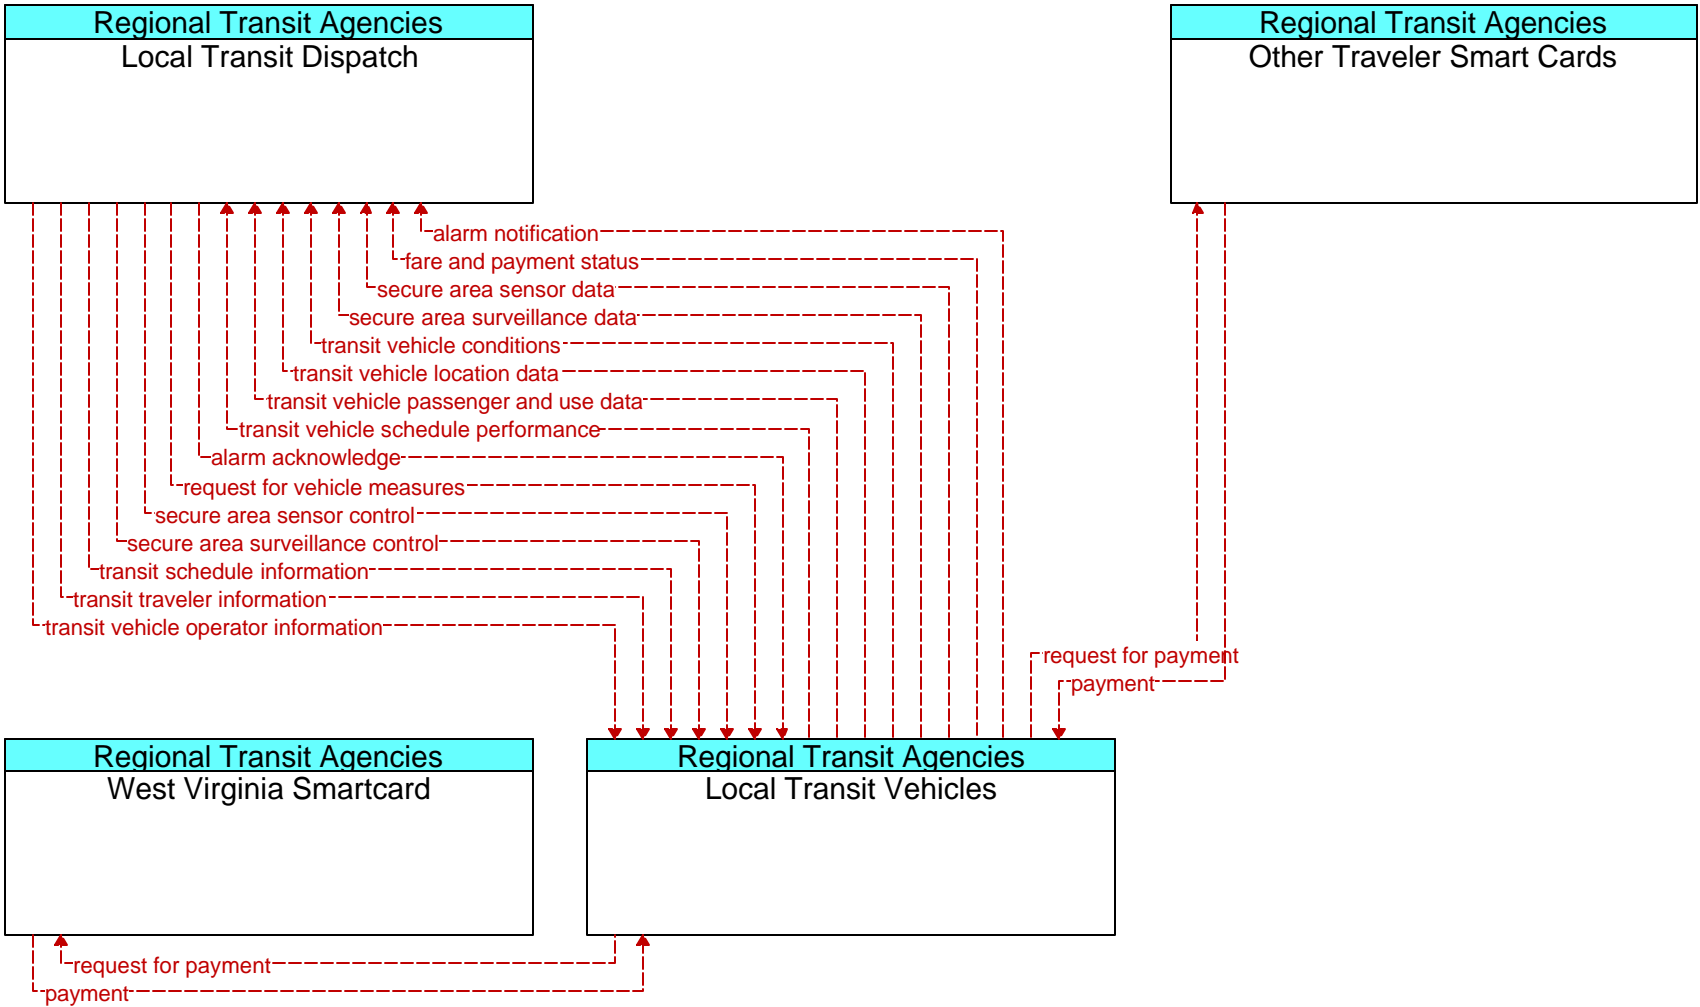 Regional Transit Agencies
Local Transit Dispatch
Regional Transit Agencies
Other Traveler Smart Cards
alarm notification
fare and payment status
secure area sensor data
secure area surveillance data
transit vehicle conditions
transit vehicle location data
transit vehicle passenger and use data
transit vehicle schedule performance
alarm acknowledge
request for vehicle measures
secure area sensor control
secure area surveillance control
transit schedule information
transit traveler information
transit vehicle operator information
request for payment
payment
Regional Transit Agencies
West Virginia Smartcard
Regional Transit Agencies
Local Transit Vehicles
request for payment
payment